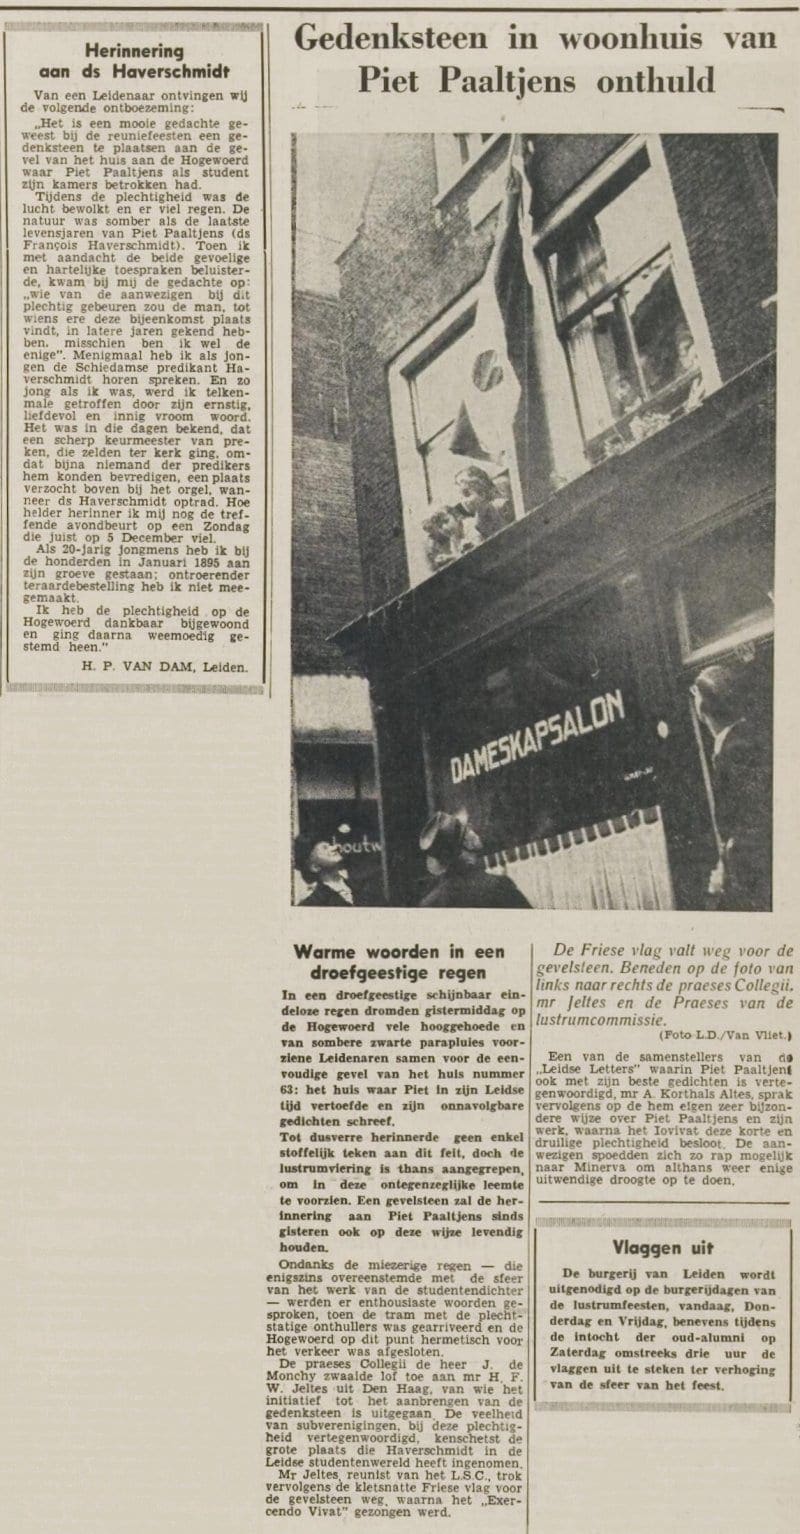 Herinnering
aan ds Haverschmidt
Van een Leidenaar ontvingen wij
de volgende ontboezeming:
„Het is een mooie gedachte ge-
weest bij de reuniefeesten een ge-
denksteen te plaatsen aan de ge-
vel van het huis aan de Hogewoerd
waar Piet Paaltjens als student
zijn kamers betrokken had.
Tijdens de plechtigheid was de
lucht bewolkt en er viel regen. De
natuur was somber als de laatste
levensjaren van Piet Paaltjens (ds
François Haverschmidt). Toen ik
met aandacht de beide gevoelige
en hartelijke toespraken beluister-
de, kwam bij mij de gedachte op:
„wie van de aanwezigen bij dit
plechtig gebeuren zou de man, tot
wiens ere deze bijeenkomst plaats
vindt, in latere jaren gekend heb-
ben, misschien ben ik wel de
enige”. Menigmaal heb ik als jon-
gen de Schiedamse predikant Ha-
verschmidt horen spreken. En zo
jong als ik was, werd ik telken-
male getroffen door zijn ernstig,
liefdevol en innig vroom woord.
Het was in die dagen bekend, dat
een scherp keurmeester van pre-
ken, die zelden ter kerk ging, om-
dat bijna niemand der predikers
hem konden bevredigen, een plaats
verzocht boven bij het orgel, wan-
neer ds Haverschmidt optrad. Hoe
helder herinner ik mij nog de tref-
fende avondbeurt op een Zondag
die juist op 5 December viel.
Als 20-jarig jongmens heb ik bij
de honderden in Januari 1895 aan
zijn groeve gestaan; ontroerender
teraardebestelling heb ik niet mee-
gemaakt.
Ik heb de plechtigheid op de
Hogewoerd dankbaar bijgewoond
en ging daarna weemoedig ge-
stemd heen.”
H. P. VAN DAM, Leiden.
Gedenksteen in woonhuis van
Piet Paaltjens onthuld
DAMESKAPSALON
houtw
Warme woorden in een
droefgeestige regen
In een droefgeestige schijnbaar ein-
deloze regen dromden gistermiddag op
de Hogewoerd vele hooggehoede en
van sombere zwarte parapluies voor-
ziene Leidenaren samen voor de een-
voudige gevel van het huis nummer
63: het huis waar Piet in zijn Leidse
tijd vertoefde en zijn onnavolgbare
gedichten schreef.
Tot dusverre herinnerde geen enkel
stoffelijk teken aan dit feit, doch de
lustrumviering is thans aangegrepen,
om in deze ontegenzeglijke leemte
te voorzien. Een gevelsteen zal de her-
innering aan Piet Paaltjens sinds
gisteren ook op deze wijze levendig
houden.
Ondanks de miezerige regen — die
enigszins overeenstemde met de sfeer
van het werk van de studentendichter
— werden er enthousiaste woorden ge-
sproken, toen de tram met de plecht-
statige onthullers was gearriveerd en de
Hogewoerd op dit punt hermetisch voor
het verkeer was afgesloten.
De praeses Collegii de heer J. de
Monchy zwaaide lof toe aan mr H. F.
W. Jeltes uit Den Haag, van wie het
initiatief tot het aanbrengen van de
gedenksteen is uitgegaan. De veelheid
van subverenigingen, bij deze plechtig-
heid vertegenwoordigd, kenschetst de
grote plaats die Haverschmidt in de
Leidse studentenwereld heeft ingenomen.
Mr Jeltes, reunist van het L.S.C., trok
vervolgens de kletsnatte Friese vlag voor
de gevelsteen weg, waarna het „Exer-
cendo Vivat” gezongen werd.
De Friese vlag valt weg voor de
gevelsteen. Beneden op de foto van
links naar rechts de praeses Collegii,
mr Jeltes en de Praeses van de
lustrumcommissie.
(Foto L.D./Van Vliet.)
Een van de samenstellers van de
„Leidse Letters” waarin Piet Paaltjens
ook met zijn beste gedichten is verte-
genwoordigd, mr A. Korthals Altes, sprak
vervolgens op de hem eigen zeer bijzon-
dere wijze over Piet Paaltjens en zijn
werk, waarna het Iovivat deze korte en
druilige plechtigheid besloot. De aan-
wezigen spoedden zich zo rap mogelijk
naar Minerva om althans weer enige
uitwendige droogte op te doen.
Vlaggen uit
De burgerij van Leiden wordt
uitgenodigd op de burgerijdagen van
de lustrumfeesten, vandaag, Don-
derdag en Vrijdag, benevens tijdens
de intocht der oud-alumni op
Zaterdag omstreeks drie uur de
vlaggen uit te steken ter verhoging
van de sfeer van het feest.